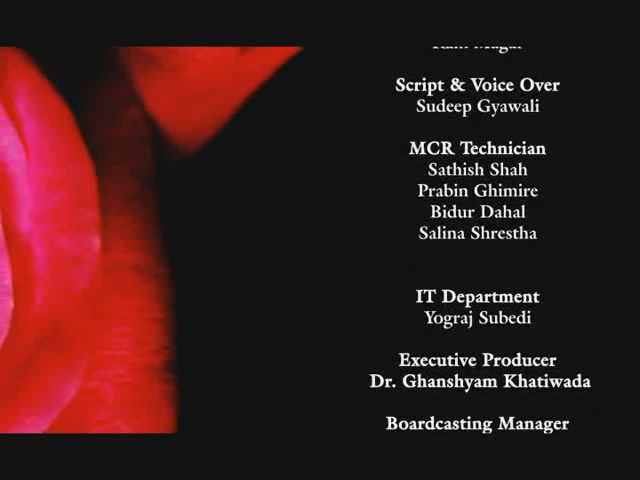 Script & Voice Over
Sudeep Gyawali
MCR Technician
Sathish Shah
Prabin Ghimire
Bidur Dahal
Salina Shrestha
IT Department
Yograj Subedi
Executive Producer
Dr. Ghanshyam Khatiwada
Boardcasting Manager